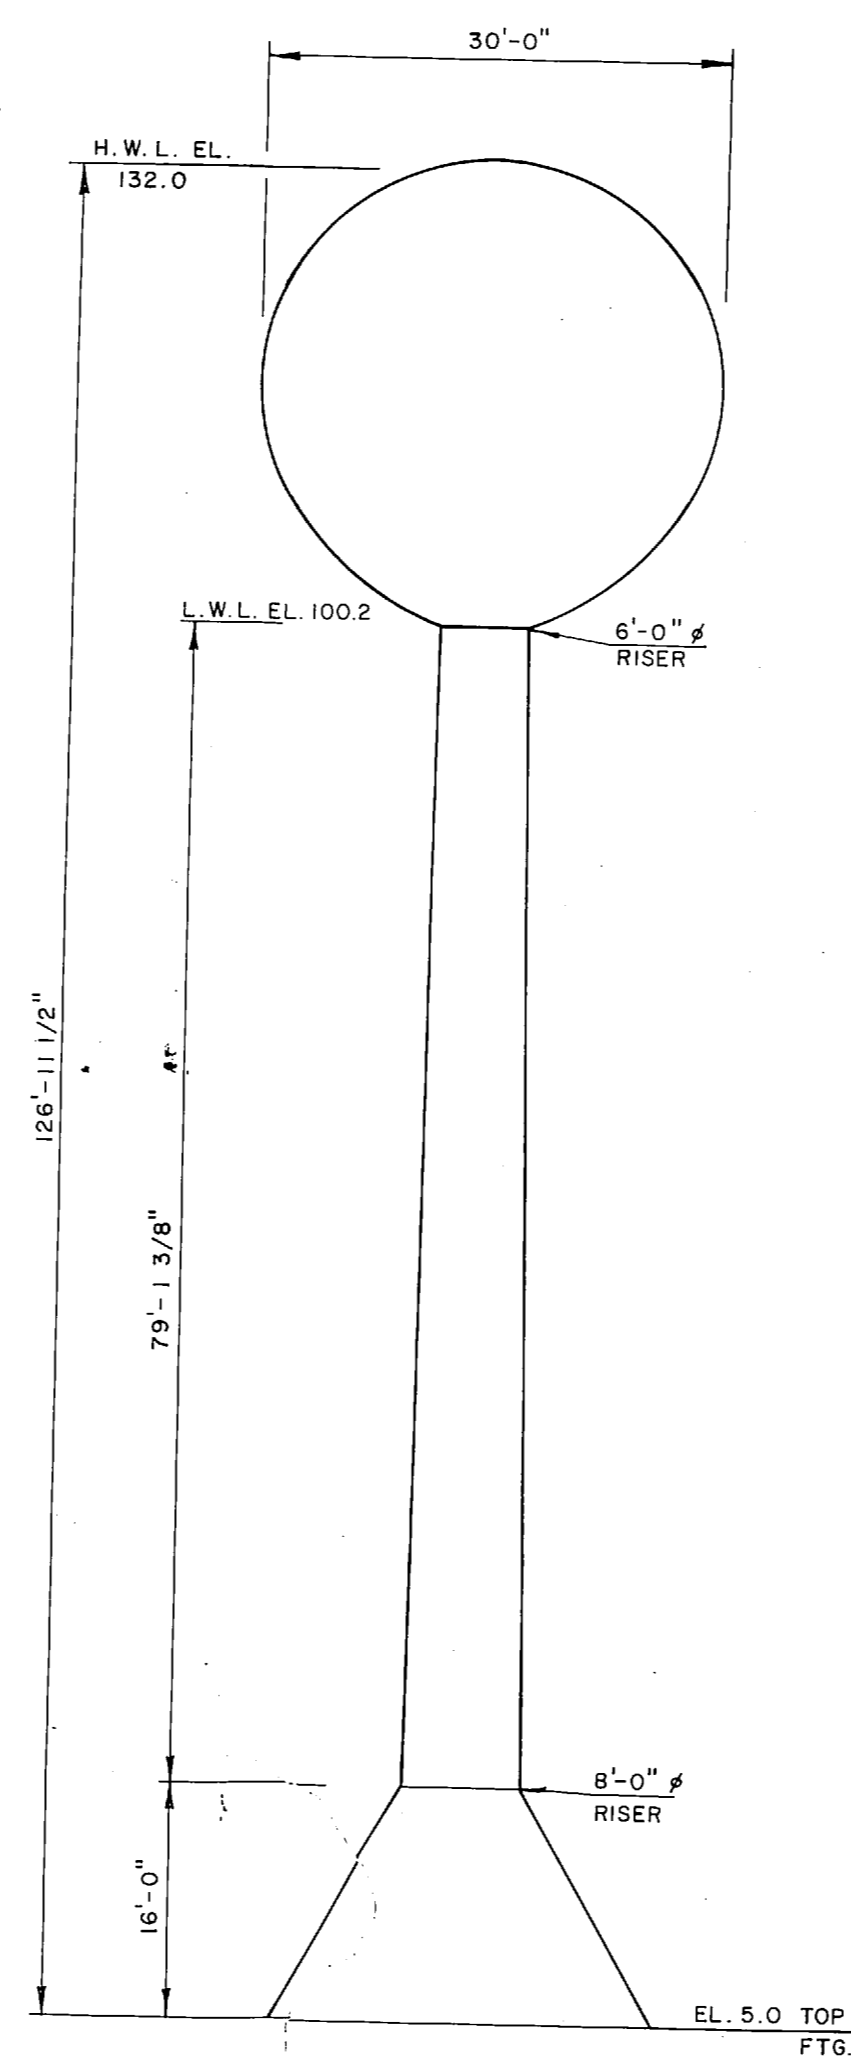 30'-0"
H.W.L. EL.
132.0
L.W.L. EL. 100.2
6'-0" ø
RISER
126'-11 1/2"
79'-1 3/8"
8'-0" ø
RISER
16'-0"
EL. 5.0 TOP
FTG.